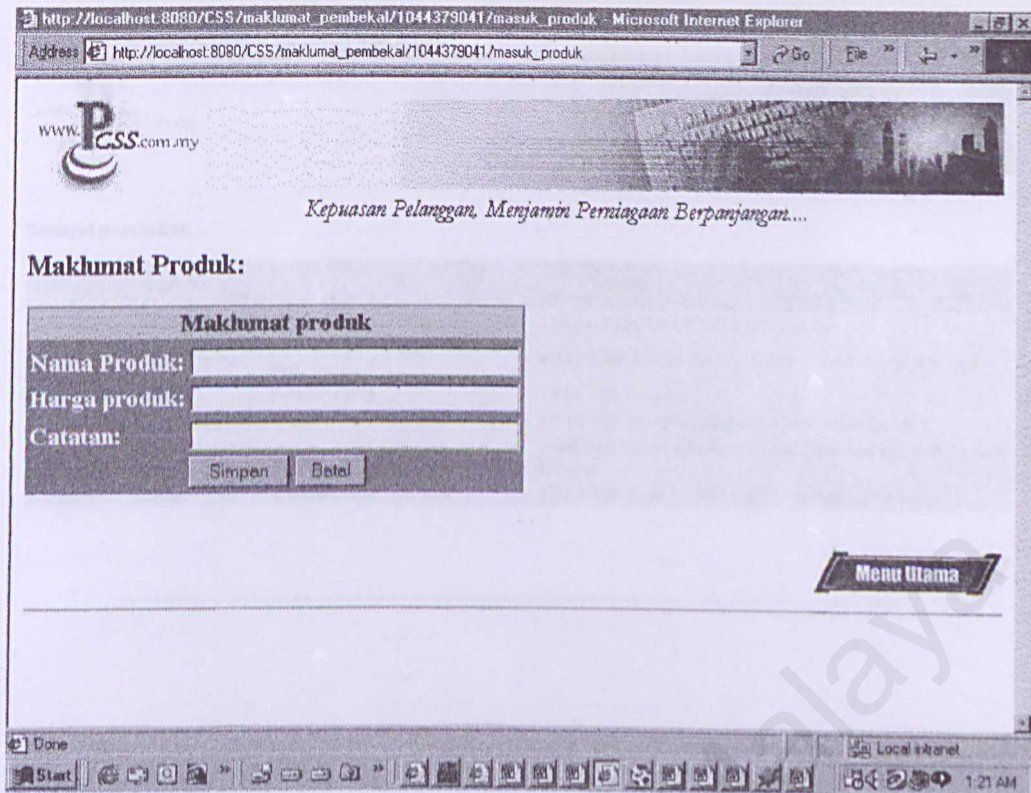 http://localhost:8080/CSS/maklumat_pembekal/1044379041/masuk_produk - Microsoft Internet Explorer
Address http://localhost:8080/CSS/maklumat_pembekal/1044379041/masuk_produk Go File
www.PCSS.com.my
Kepuasan Pelanggan, Menjamin Perniagaan Berpanjangan....
Maklumat Produk:
Maklumat produk
Nama Produk:
Harga produk:
Catatan:
Simpan Batal
Menu Utama
Done Local intranet
Start 1:21 AM